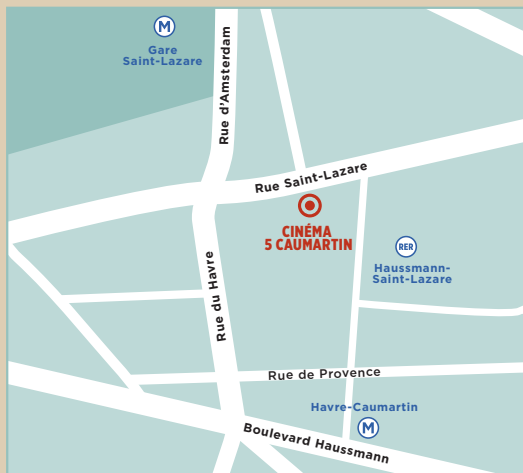 M
Gare
Saint-Lazare
Rue d'Amsterdam
Rue Saint-Lazare
CINÉMA
5 CAUMARTIN
RER
Haussmann-
Saint-Lazare
Rue du Havre
Rue de Provence
Havre-Caumartin
M
Boulevard Haussmann